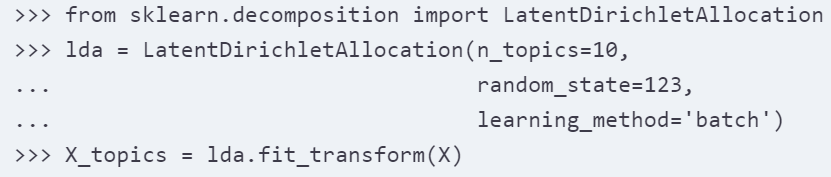 >>> from sklearn.decomposition import LatentDirichletAllocation
>>> lda = LatentDirichletAllocation(n_topics=10,
...                                 random_state=123,
...                                 learning_method='batch')
>>> X_topics = lda.fit_transform(X)